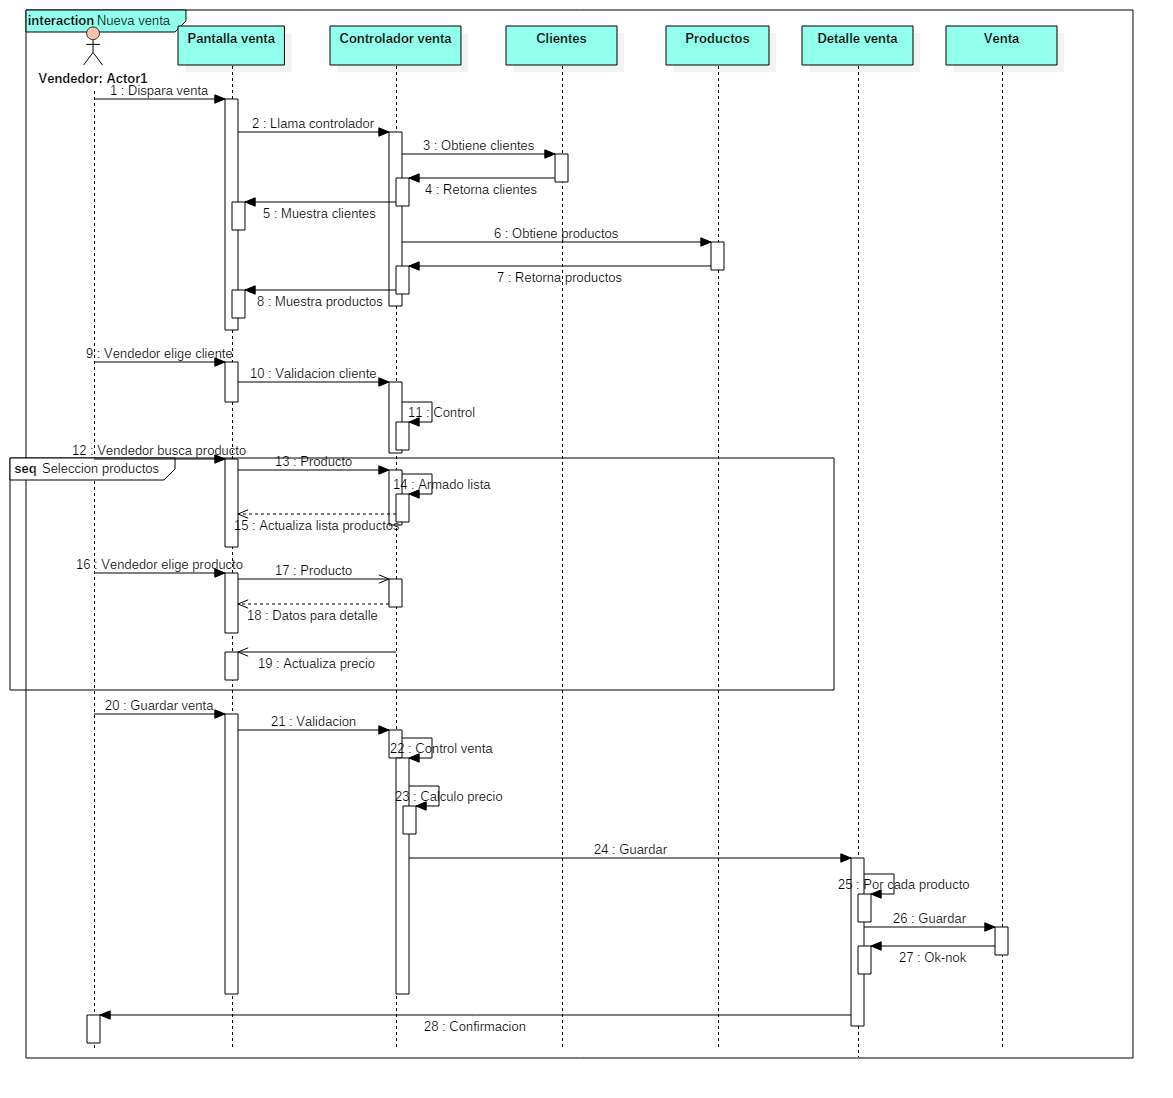 interaction Nueva venta
Pantalla venta
Controlador venta
Clientes
Productos
Detalle venta
Venta
Vendedor: Actor1
1 : Dispara venta
2 : Llama controlador
3 : Obtiene clientes
4 : Retorna clientes
5 : Muestra clientes
6 : Obtiene productos
7 : Retorna productos
8 : Muestra productos
9 : Vendedor elige cliente
10 : Validacion cliente
11 : Control
12 : Vendedor busca producto
seq Seleccion productos
13 : Producto
14 : Armado lista
15 : Actualiza lista productos
16 : Vendedor elige producto
17 : Producto
18 : Datos para detalle
19 : Actualiza precio
20 : Guardar venta
21 : Validacion
22 : Control venta
23 : Calculo precio
24 : Guardar
25 : Por cada producto
26 : Guardar
27 : Ok-nok
28 : Confirmacion